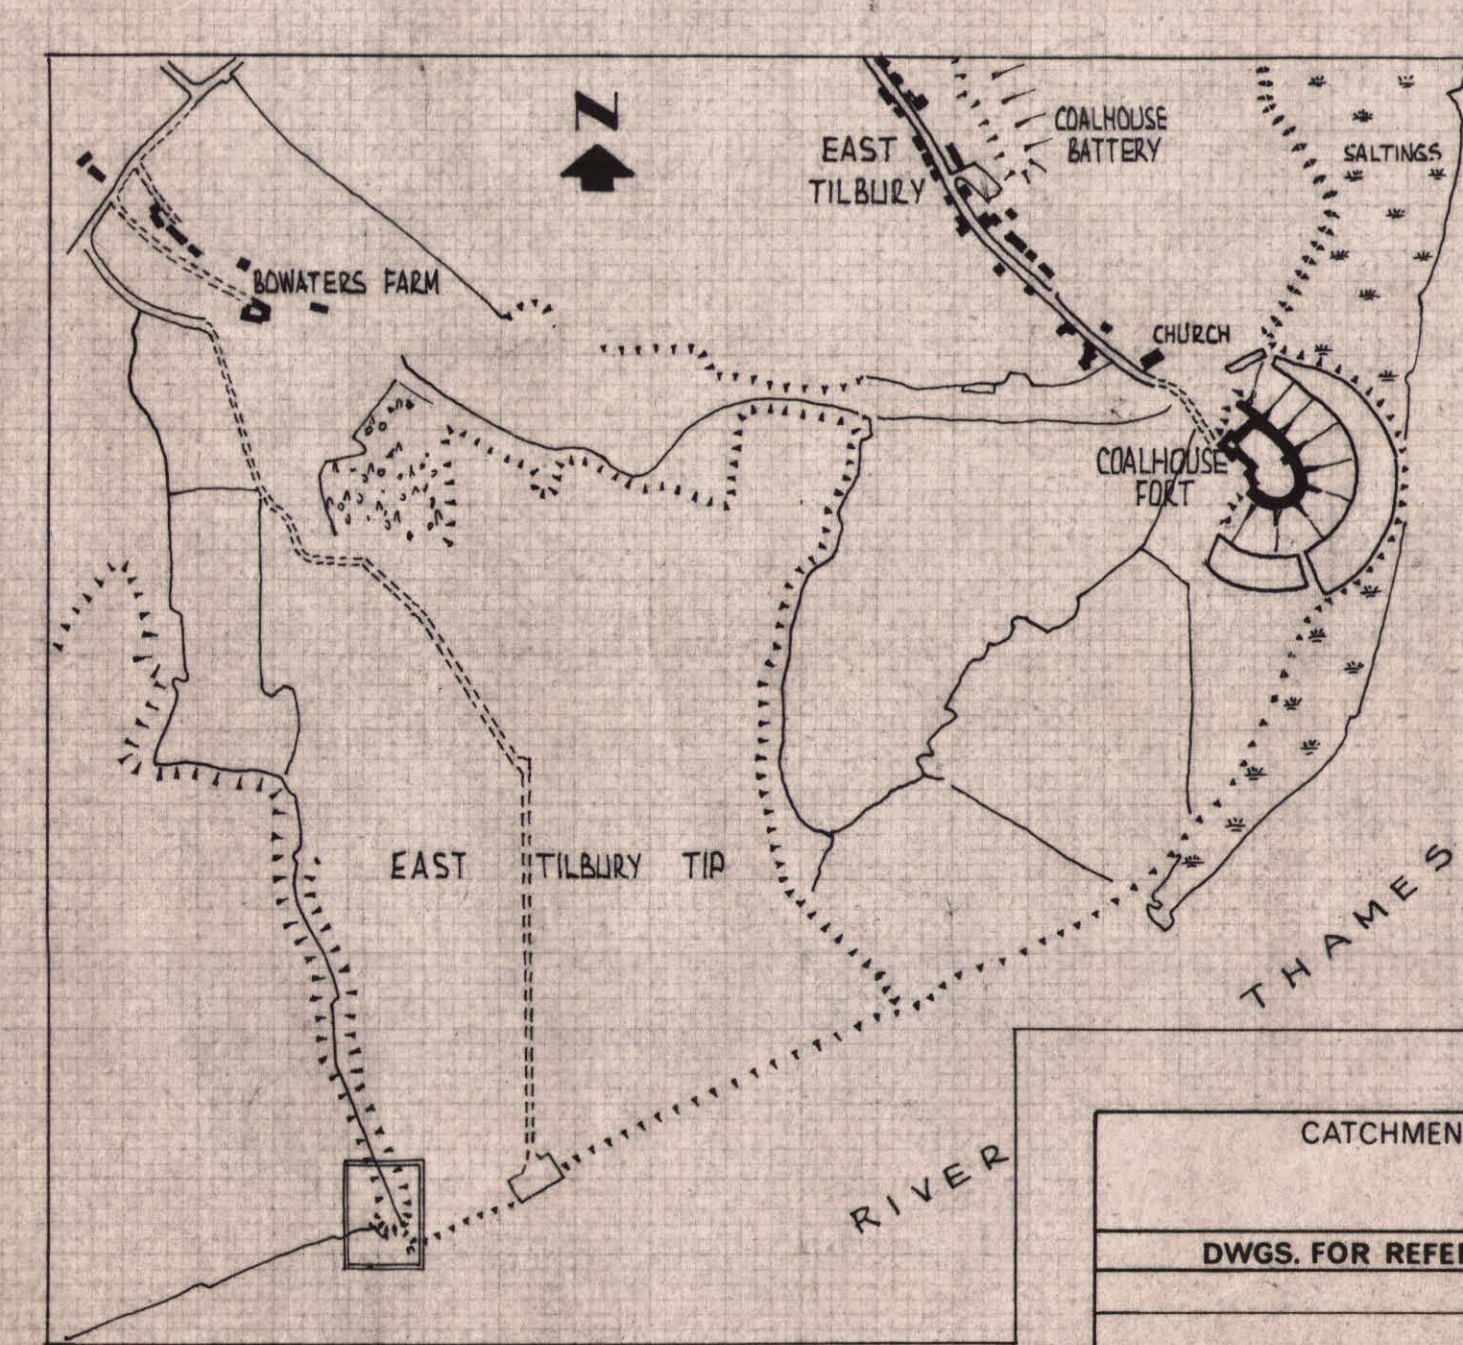 N
COALHOUSE
BATTERY
EAST
TILBURY
SALTINGS
BOWATERS FARM
CHURCH
COALHOUSE
FORT
EAST TILBURY TIP
RIVER THAMES
CATCHMEN
DWGS. FOR REFE